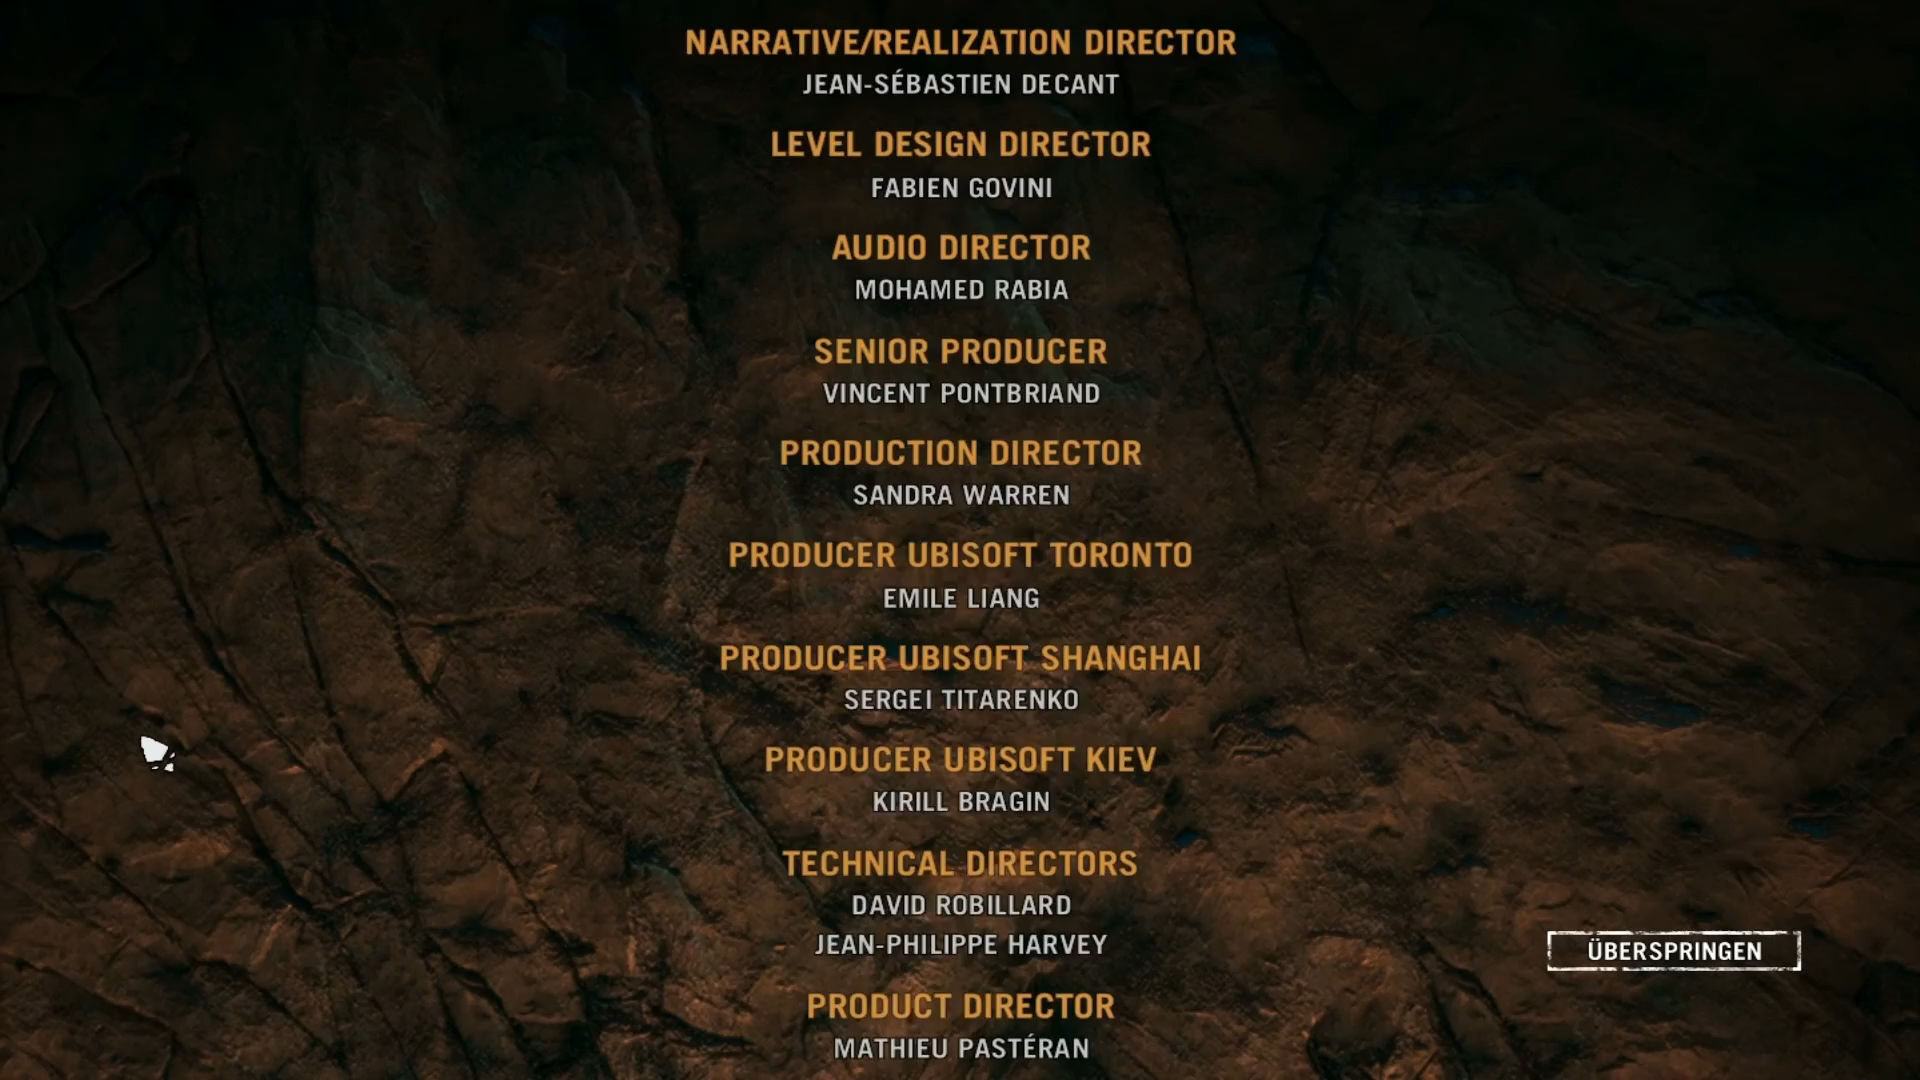 NARRATIVE/REALIZATION DIRECTOR
JEAN-SÉBASTIEN DECANT
LEVEL DESIGN DIRECTOR
FABIEN GOVINI
AUDIO DIRECTOR
MOHAMED RABIA
SENIOR PRODUCER
VINCENT PONTBRIAND
PRODUCTION DIRECTOR
SANDRA WARREN
PRODUCER UBISOFT TORONTO
EMILE LIANG
PRODUCER UBISOFT SHANGHAI
SERGEI TITARENKO
PRODUCER UBISOFT KIEV
KIRILL BRAGIN
TECHNICAL DIRECTORS
DAVID ROBILLARD
JEAN-PHILIPPE HARVEY
ÜBERSPRINGEN
PRODUCT DIRECTOR
MATHIEU PASTÉRAN